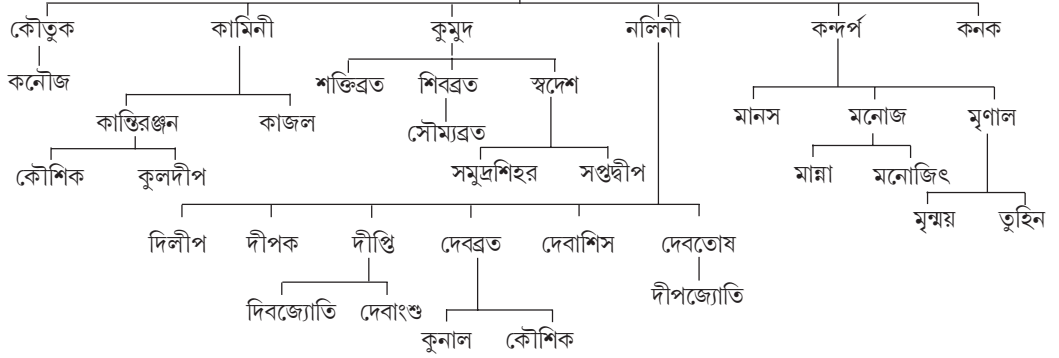 কৌতুক কামিনী কুমুদ নলিনী কন্দর্প কনক
কনৌজ শক্তিব্রত শিবব্রত স্বদেশ
কান্তিরঞ্জন কাজল সৌম্যব্রত মানস মনোজ মৃণাল
কৌশিক কুলদীপ সমুদ্রশিহর সপ্তদ্বীপ মান্না মনোজিৎ
মৃন্ময় তুহিন
দিলীপ দীপক দীপ্তি দেবব্রত দেবাশিস দেবতোষ
দিবজ্যোতি দেবাংশু দীপজ্যোতি
কুনাল কৌশিক